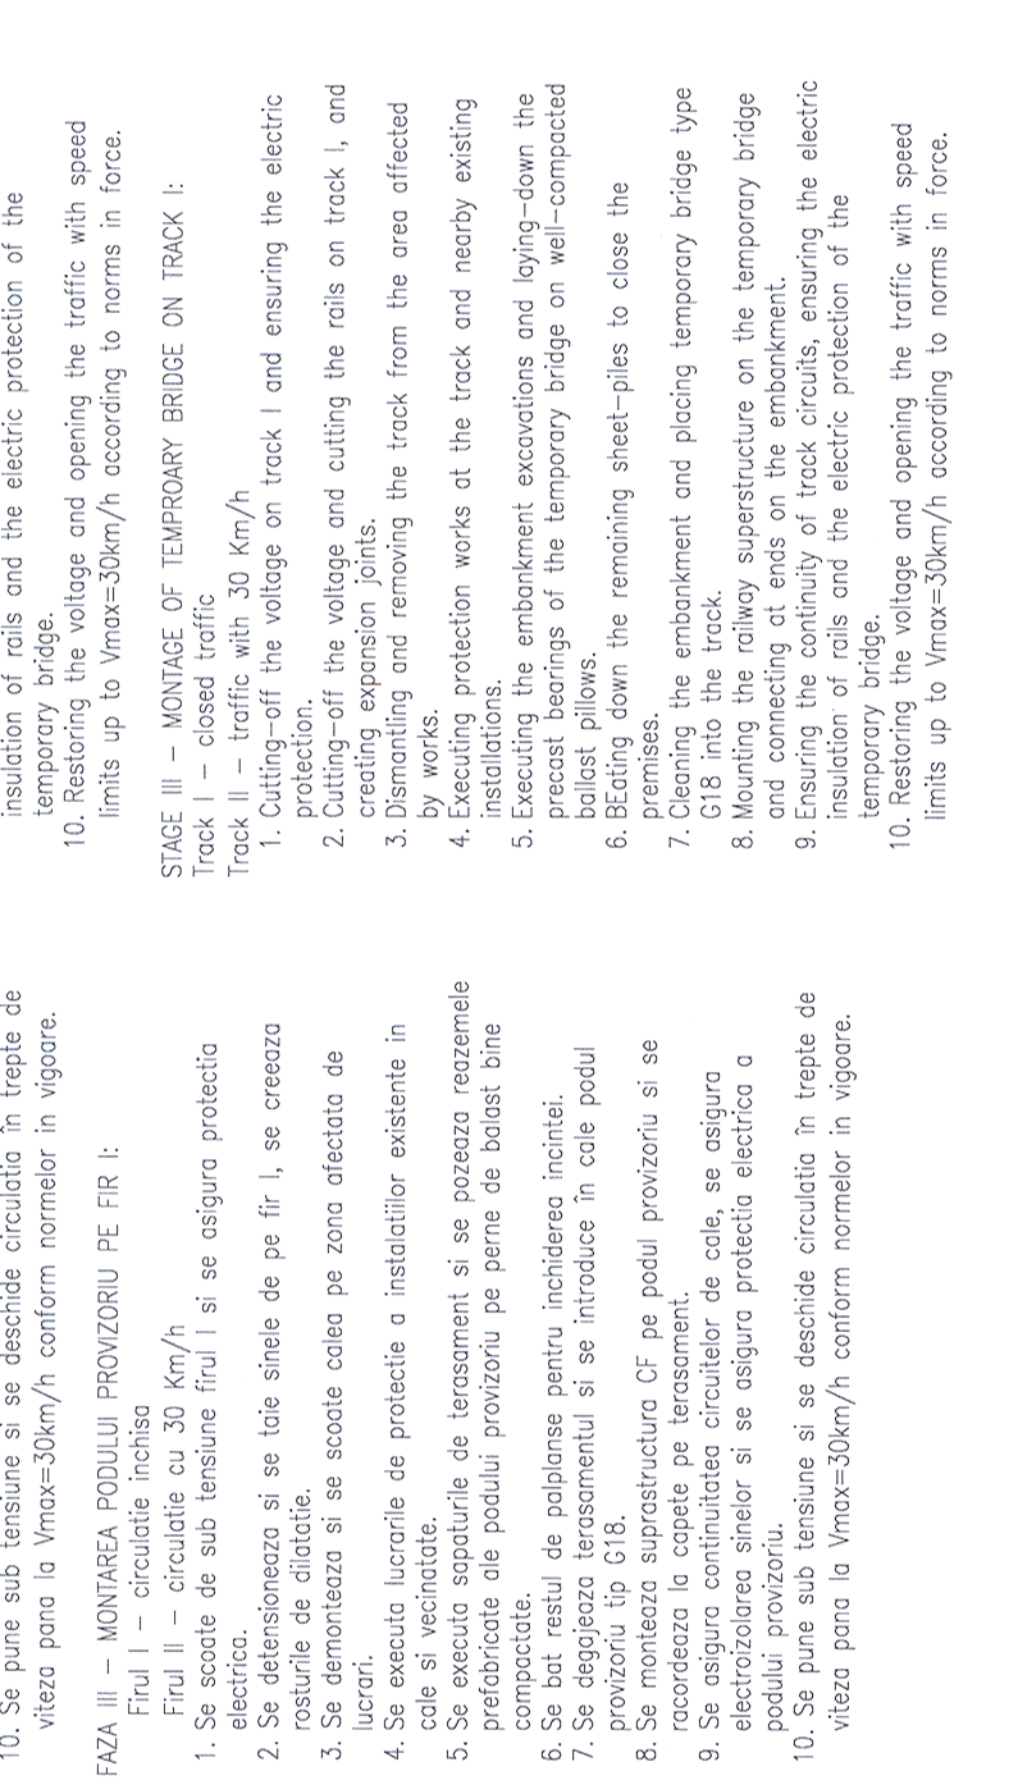 10. Se pune sub tensiune si se deschide circulatia în trepte de
viteza pana la Vmax=30km/h conform normelor in vigoare.
FAZA III – MONTAREA PODULUI PROVIZORIU PE FIR I:
Firul I – circulatie inchisa
Firul II – circulatie cu 30 Km/h
1. Se scoate de sub tensiune firul I si se asigura protectia
electrica.
2. Se detensioneaza si se taie sinele de pe fir I, se creeaza
rosturile de dilatatie.
3. Se demonteaza si se scoate calea pe zona afectata de
lucrari.
4. Se executa lucrarile de protectie a instalatiilor existente in
cale si vecinatate.
5. Se executa sapaturile de terasament si se pozeaza reazemele
prefabricate ale podului provizoriu pe perne de balast bine
compactate.
6. Se bat restul de palplanse pentru inchiderea incintei.
7. Se degajeaza terasamentul si se introduce în cale podul
provizoriu tip G18.
8. Se monteaza suprastructura CF pe podul provizoriu si se
racordeaza la capete pe terasament.
9. Se asigura continuitatea circuitelor de cale, se asigura
electroizolarea sinelor si se asigura protectia electrica a
podului provizoriu.
10. Se pune sub tensiune si se deschide circulatia în trepte de
viteza pana la Vmax=30km/h conform normelor in vigoare.
insulation of rails and the electric protection of the
temporary bridge.
10. Restoring the voltage and opening the traffic with speed
limits up to Vmax=30km/h according to norms in force.
STAGE III – MONTAGE OF TEMPROARY BRIDGE ON TRACK I:
Track I – closed traffic
Track II – traffic with 30 Km/h
1. Cutting–off the voltage on track I and ensuring the electric
protection.
2. Cutting–off the voltage and cutting the rails on track I, and
creating expansion joints.
3. Dismantling and removing the track from the area affected
by works.
4. Executing protection works at the track and nearby existing
installations.
5. Executing the embankment excavations and laying–down the
precast bearings of the temporary bridge on well–compacted
ballast pillows.
6. BEating down the remaining sheet–piles to close the
premises.
7. Cleaning the embankment and placing temporary bridge type
G18 into the track.
8. Mounting the railway superstructure on the temporary bridge
and connecting at ends on the embankment.
9. Ensuring the continuity of track circuits, ensuring the electric
insulation of rails and the electric protection of the
temporary bridge.
10. Restoring the voltage and opening the traffic with speed
limits up to Vmax=30km/h according to norms in force.